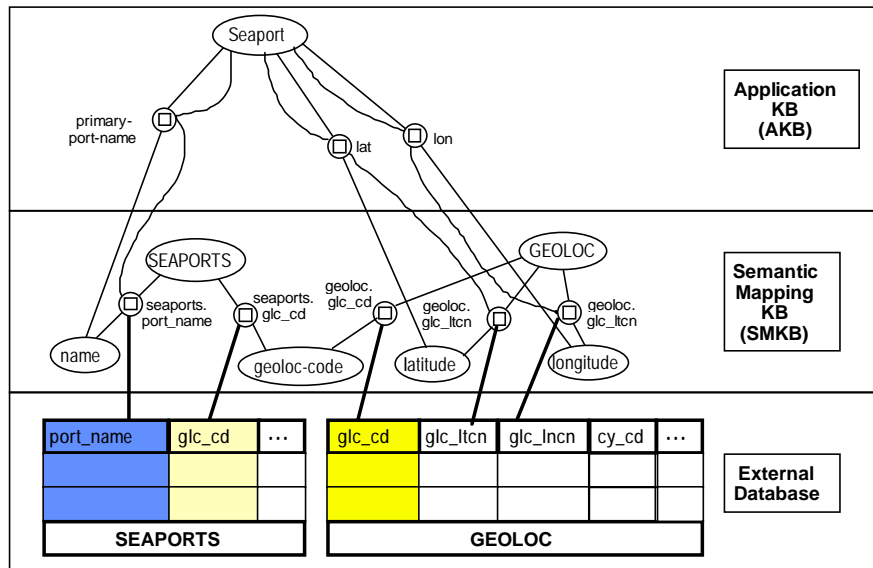 Seaport
primary-
port-name
lat
lon
Application
KB
(AKB)
SEAPORTS
GEOLOC
seaports.
port_name
seaports.
glc_cd
geoloc.
glc_cd
geoloc.
glc_ltcn
geoloc.
glc_ltcn
name
geoloc-code
latitude
longitude
Semantic
Mapping
KB
(SMKB)
port_name
glc_cd
...
glc_cd
glc_ltcn
glc_lncn
cy_cd
...
SEAPORTS
GEOLOC
External
Database